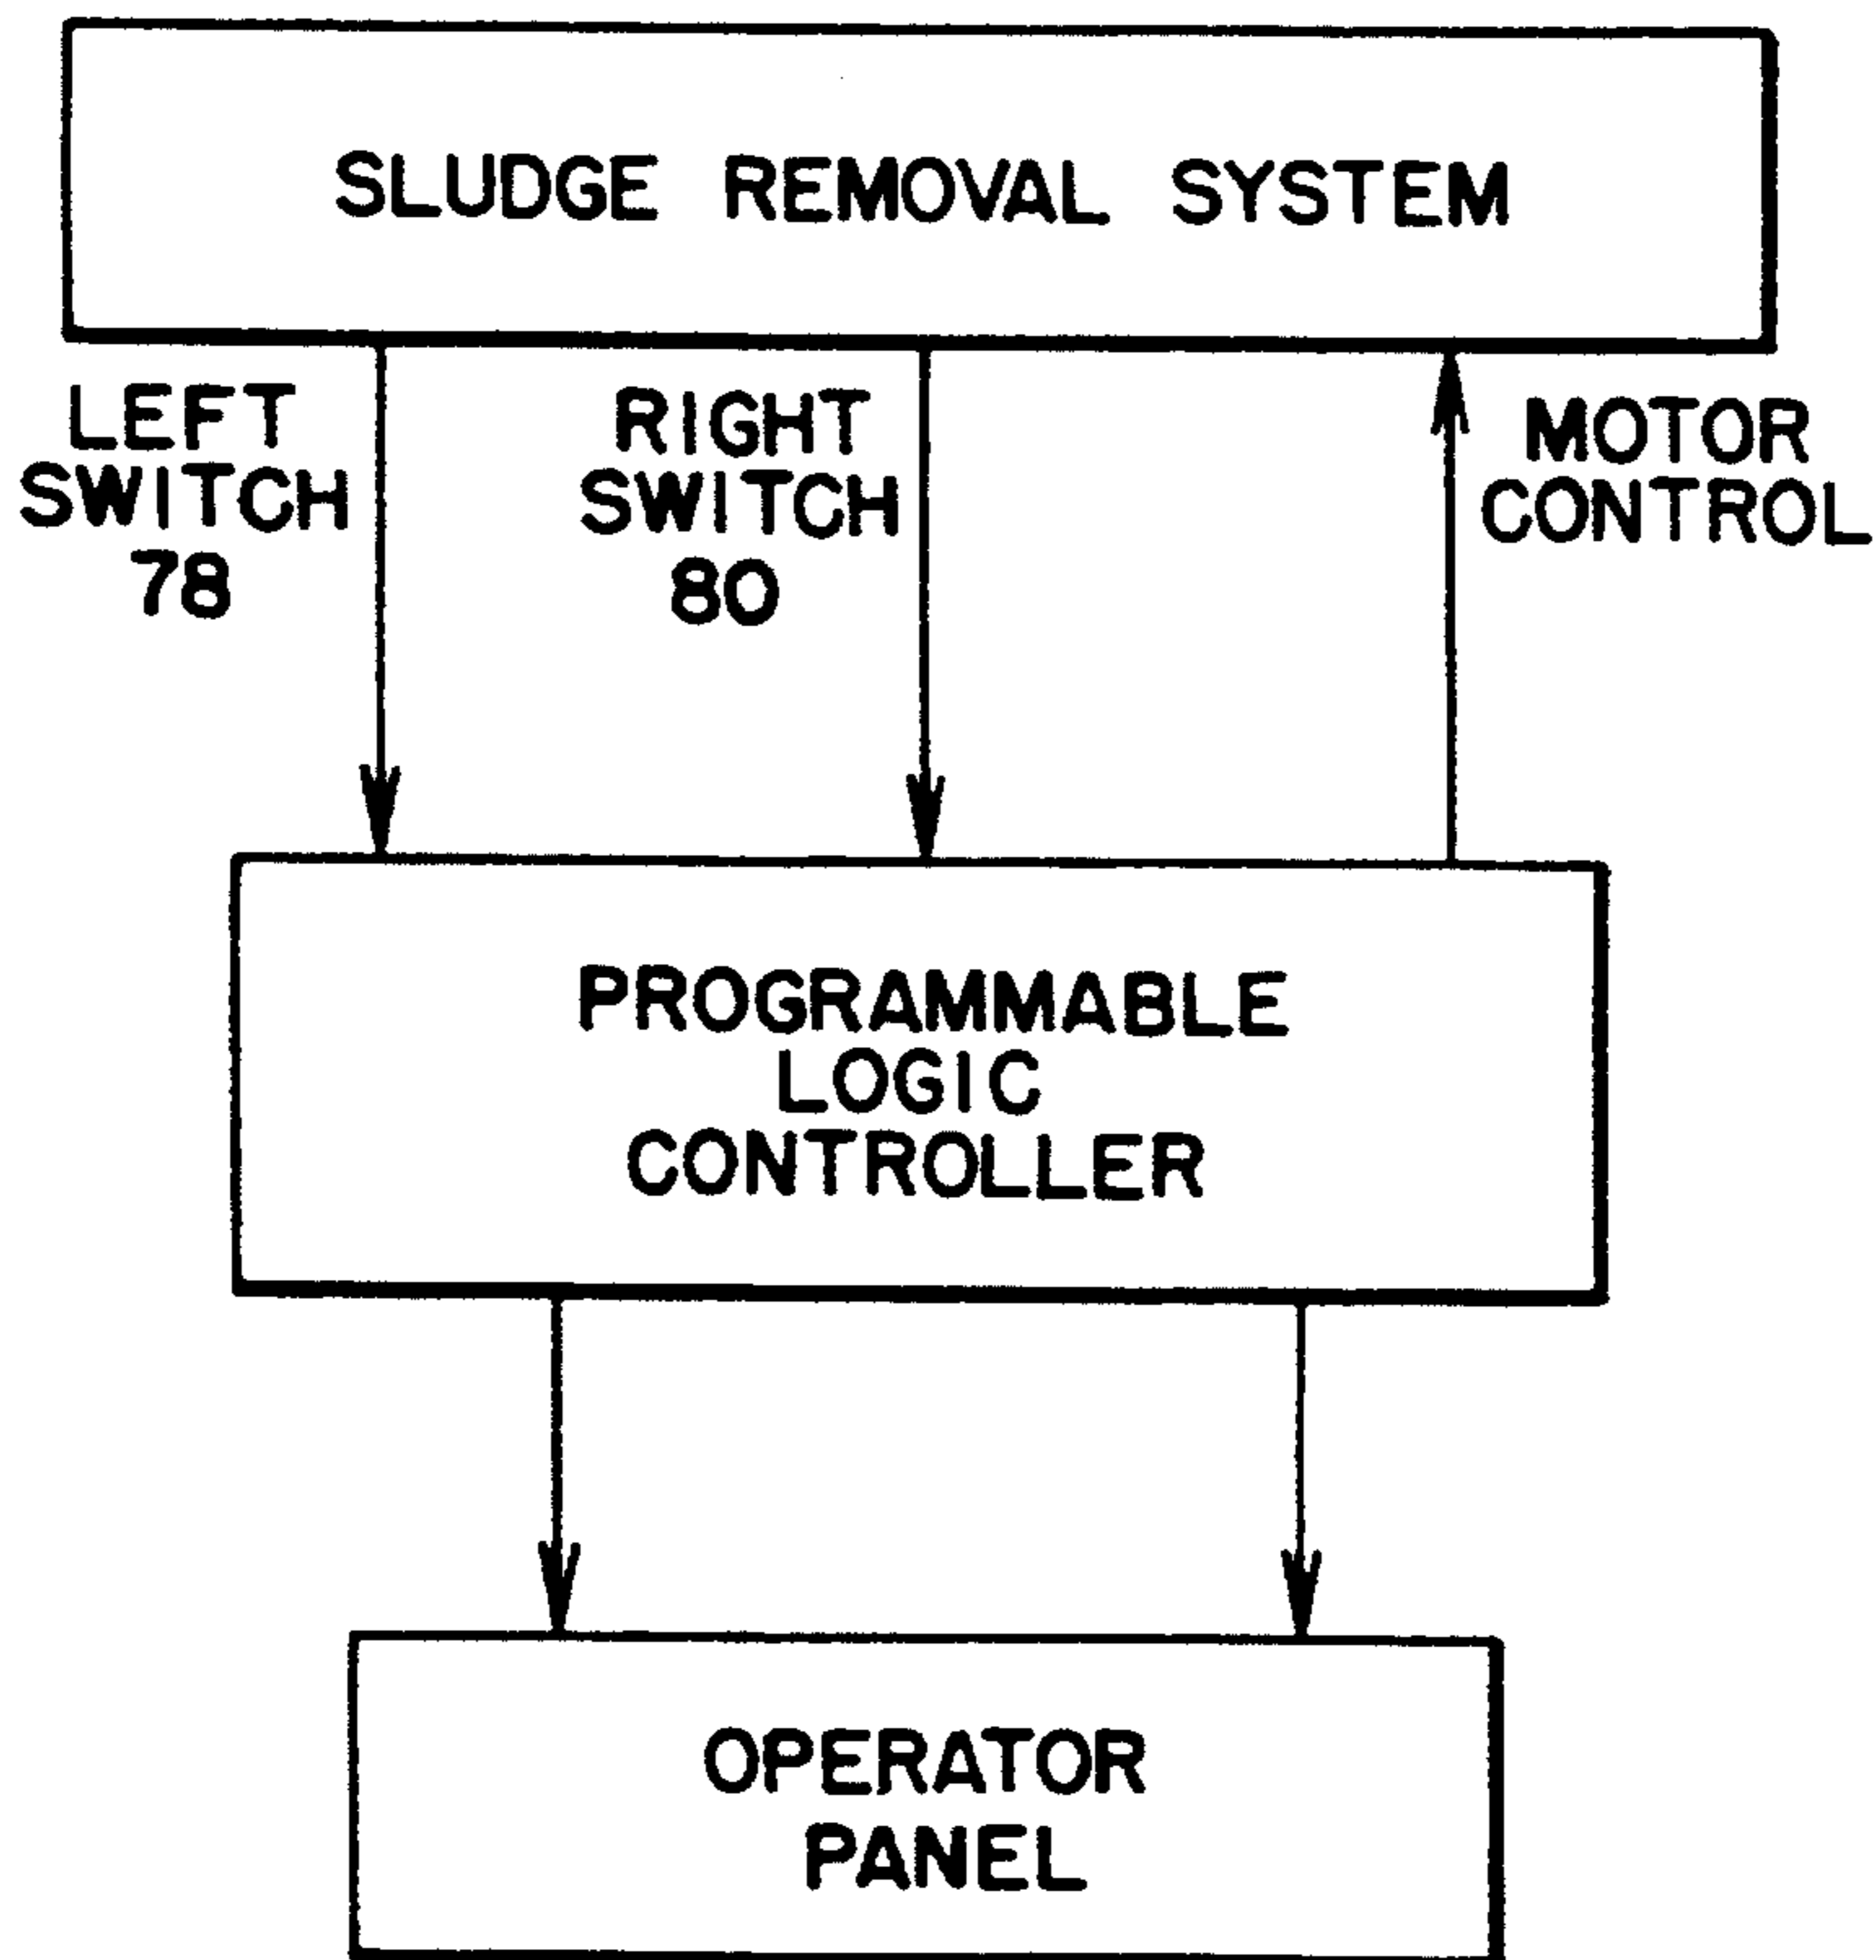 SLUDGE REMOVAL SYSTEM
LEFT
SWITCH
78
RIGHT
SWITCH
80
MOTOR
CONTROL
PROGRAMMABLE
LOGIC
CONTROLLER
OPERATOR
PANEL